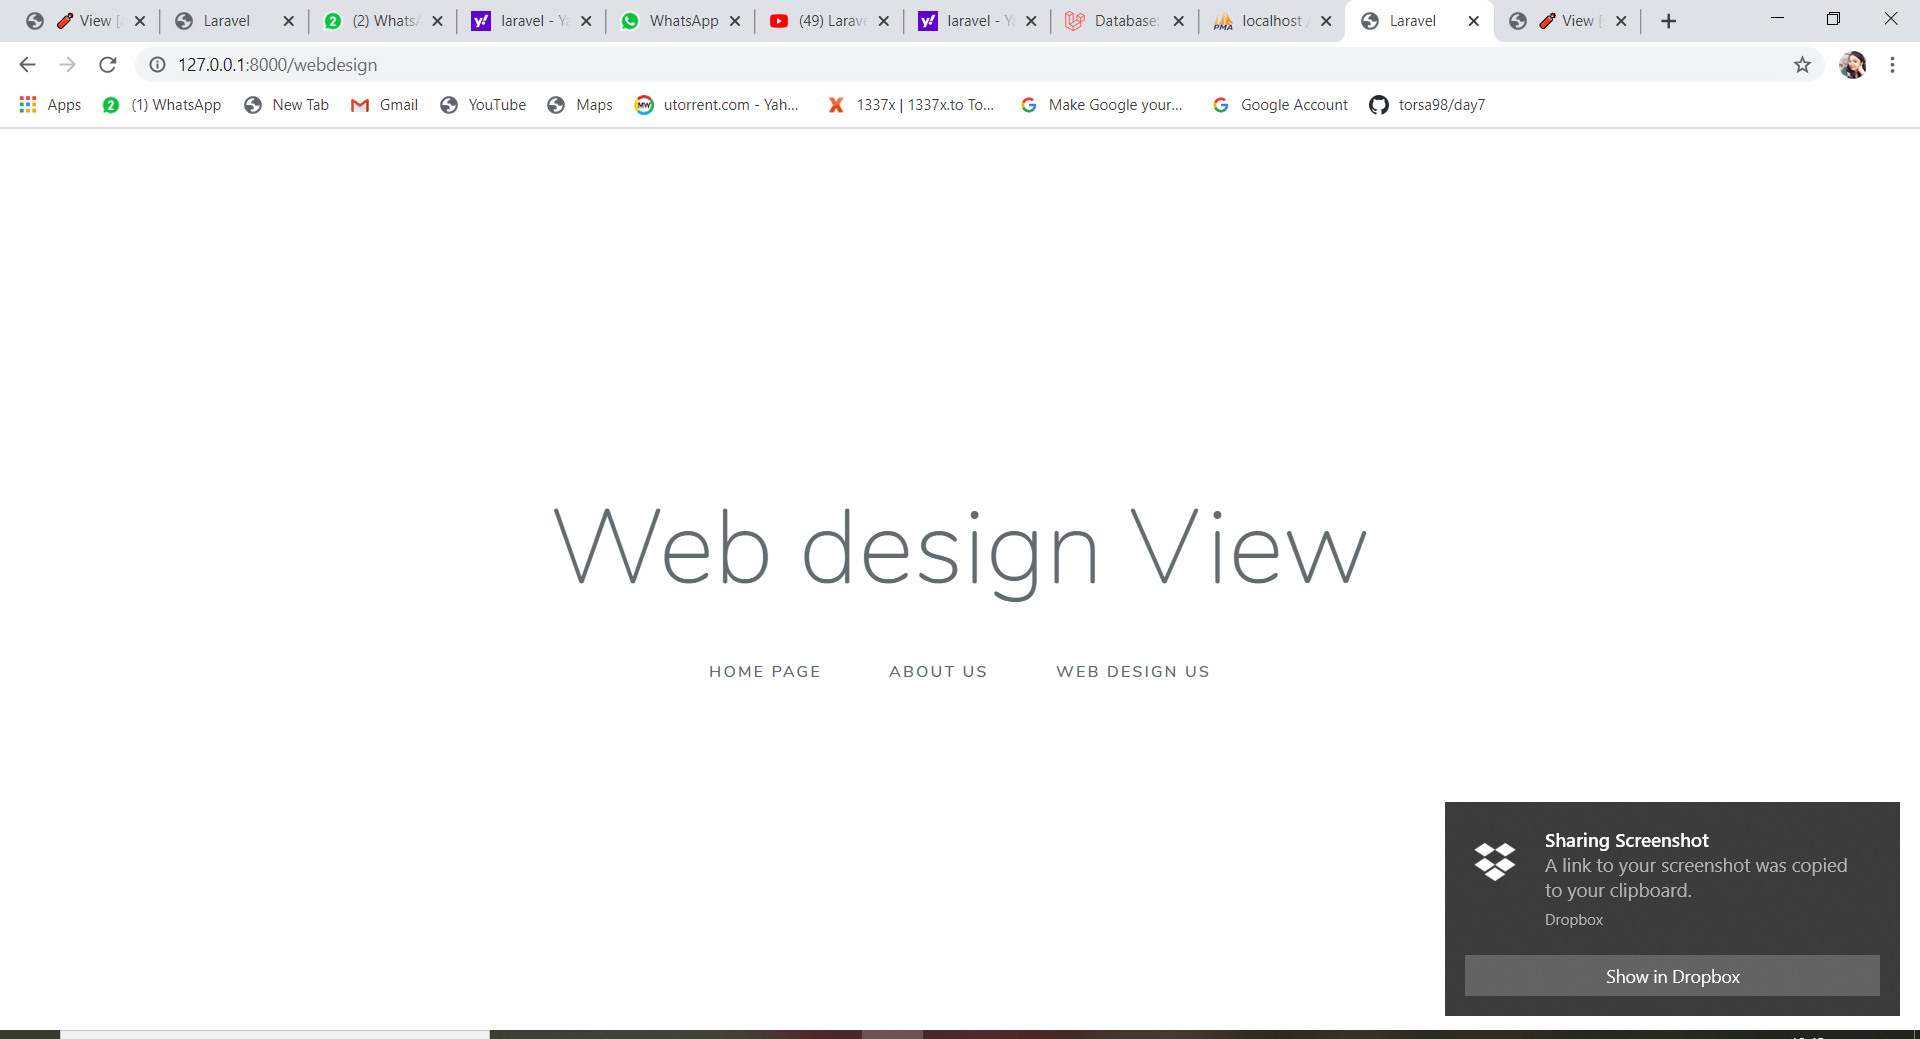 View
Laravel
(2) Whats
laravel - Y
WhatsApp
(49) Larav
laravel - Y
Database:
localhost /
Laravel
View
127.0.0.1:8000/webdesign
Apps
(1) WhatsApp
New Tab
Gmail
YouTube
Maps
utorrent.com - Yah...
1337x | 1337x.to To...
Make Google your...
Google Account
torsa98/day7
Web design View
HOME PAGE
ABOUT US
WEB DESIGN US
Sharing Screenshot
A link to your screenshot was copied
to your clipboard.
Dropbox
Show in Dropbox